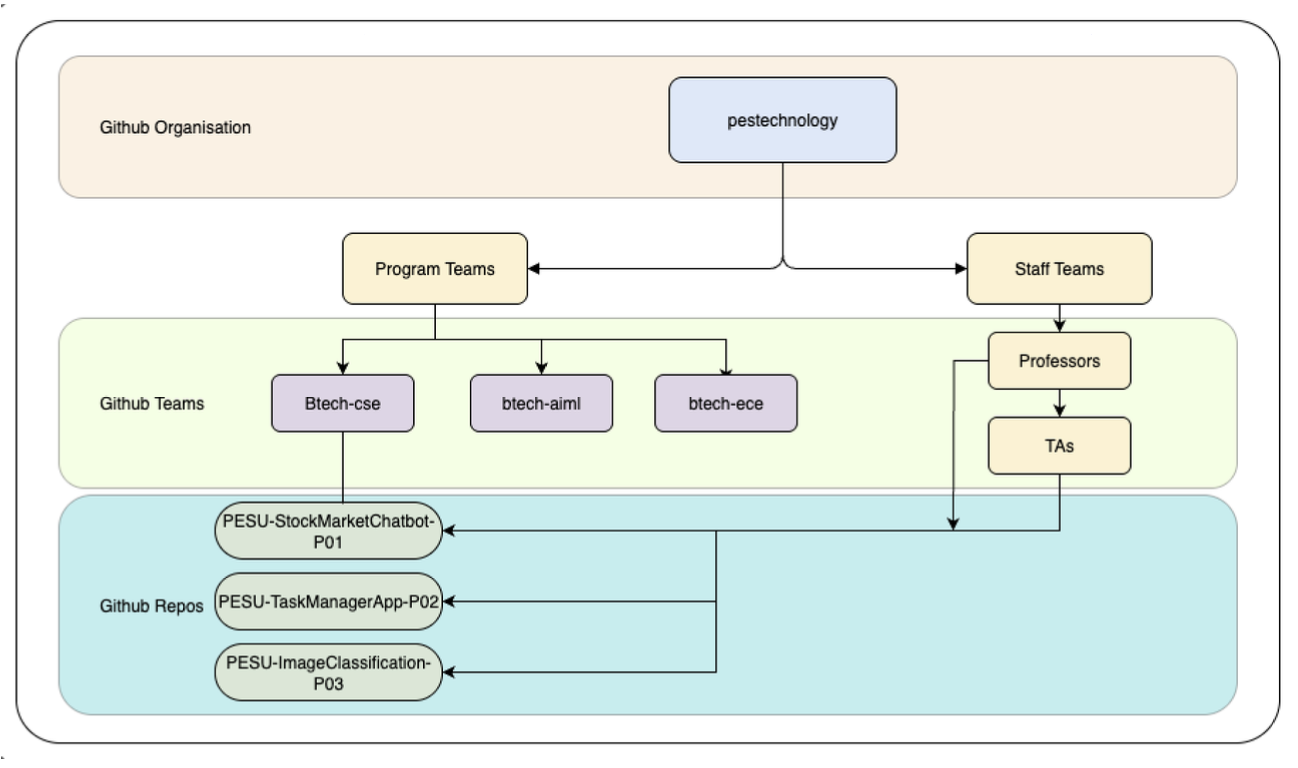 Github Organisation
pestechnology
Program Teams
Staff Teams
Professors
Github Teams
Btech-cse
btech-aiml
btech-ece
TAs
PESU-StockMarketChatbot-
P01
Github Repos
PESU-TaskManagerApp-P02
PESU-ImageClassification-
P03